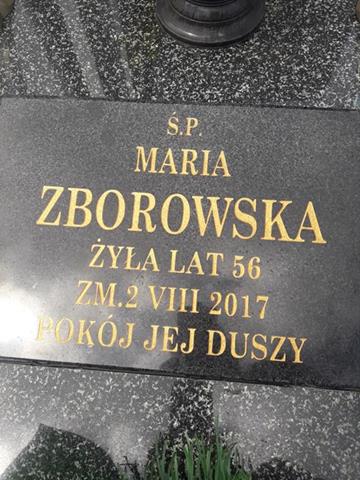 Ś.P.
MARIA
ZBOROWSKA
ŻYŁA LAT 56
ZM.2 VIII 2017
POKÓJ JEJ DUSZY